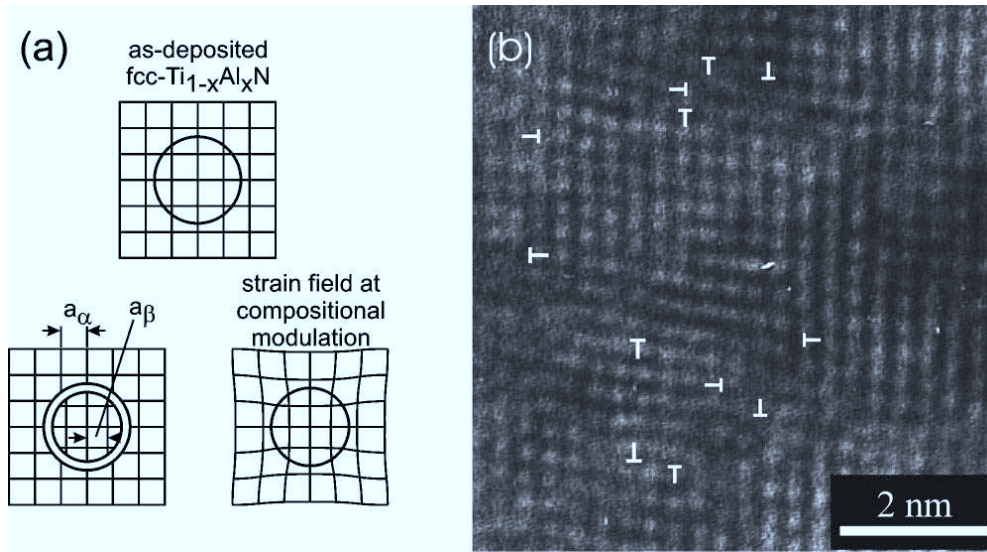 (a)
as-deposited
fcc-Ti1-xAlxN
aα
aβ
strain field at
compositional
modulation
(b)
2 nm